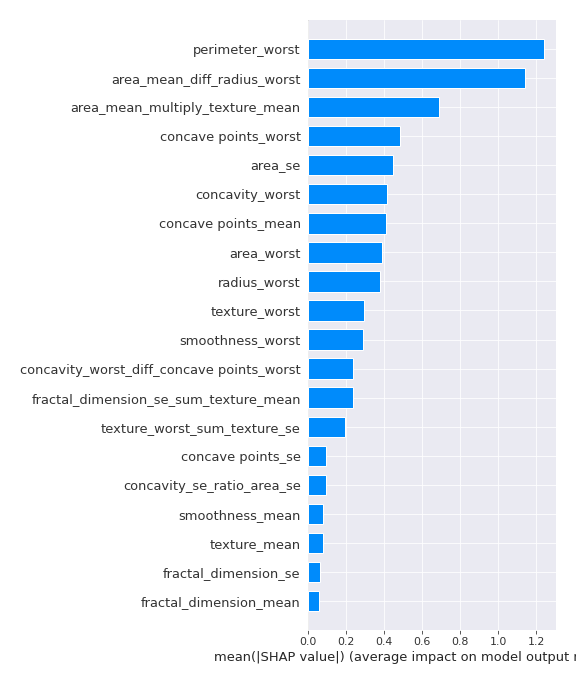 perimeter_worst
area_mean_diff_radius_worst
area_mean_multiply_texture_mean
concave points_worst
area_se
concavity_worst
concave points_mean
area_worst
radius_worst
texture_worst
smoothness_worst
concavity_worst_diff_concave points_worst
fractal_dimension_se_sum_texture_mean
texture_worst_sum_texture_se
concave points_se
concavity_se_ratio_area_se
smoothness_mean
texture_mean
fractal_dimension_se
fractal_dimension_mean
0.0 0.2 0.4 0.6 0.8 1.0 1.2
mean(|SHAP value|) (average impact on model output